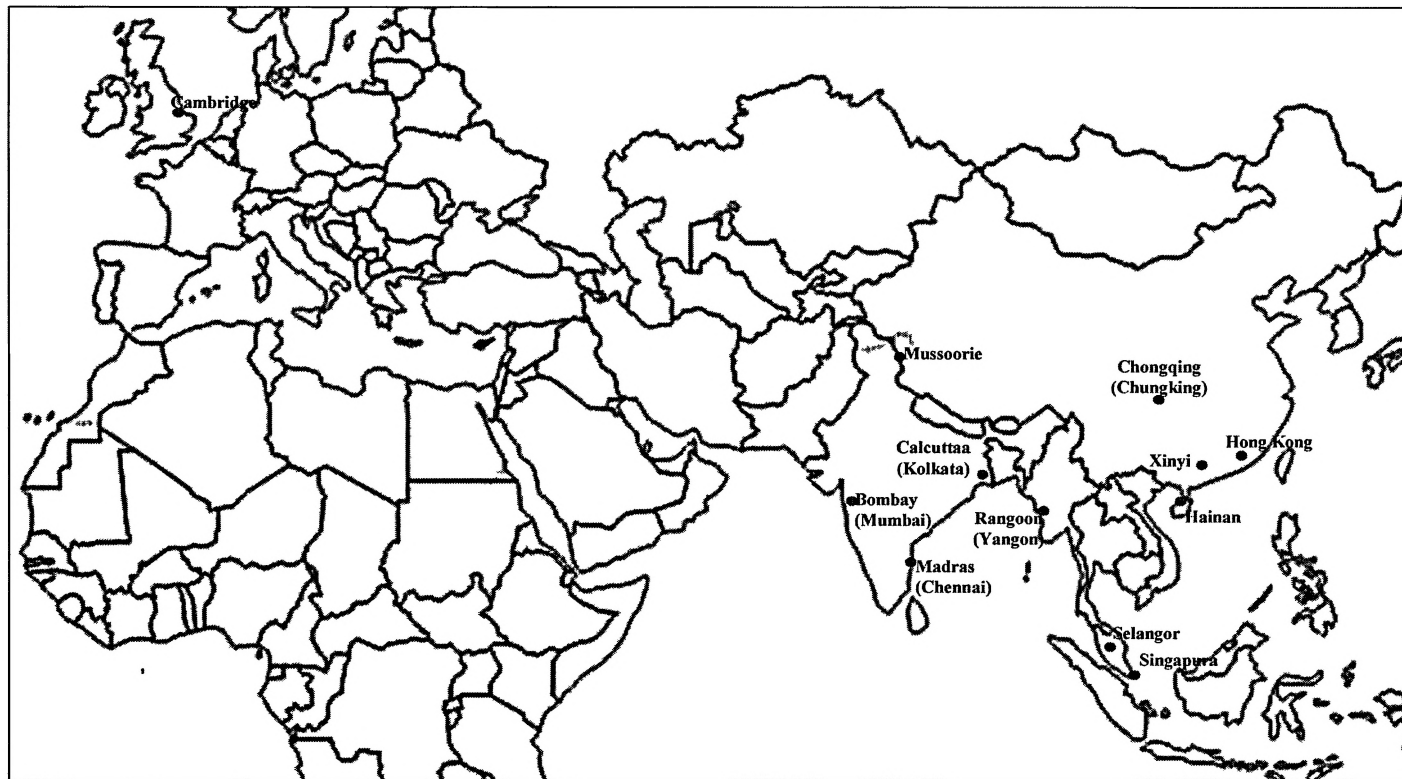 Cambridge
Mussoorie
Chongqing
(Chungking)
Hong Kong
Calcuttaa
(Kolkata)
Xinyi
Bombay
(Mumbai)
Rangoon
(Yangon)
Hainan
Madras
(Chennai)
Selangor
Singapura